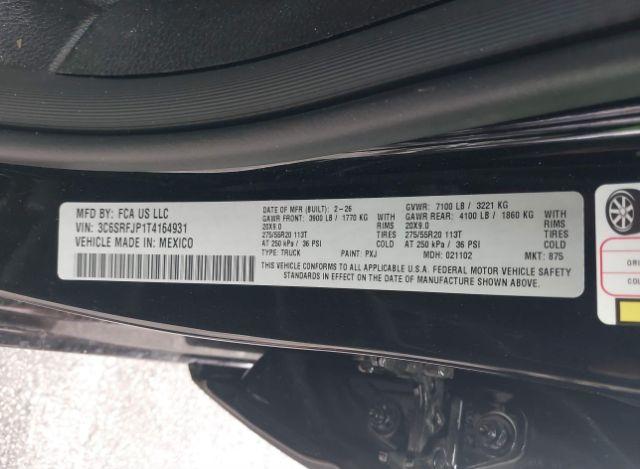 MFD BY: FCA US LLC
VIN: 3C6SRFJP1T4164931
VEHICLE MADE IN: MEXICO
DATE OF MFR (BUILT): 2-26
GAWR FRONT: 3900 LB / 1770 KG
20X9.0 RIMS
275/55R20 113T
AT 250 kPa / 36 PSI COLD
TYPE: TRUCK PAINT: PXJ
GVWR: 7100 LB / 3221 KG
GAWR REAR: 4100 LB / 1860 KG
20X9.0 RIMS
275/55R20 113T
AT 250 kPa / 36 PSI COLD
MDH: 021102 MKT: 875
THIS VEHICLE CONFORMS TO ALL APPLICABLE U.S.A. FEDERAL MOTOR VEHICLE SAFETY
STANDARDS IN EFFECT ON THE DATE OF MANUFACTURE SHOWN ABOVE.